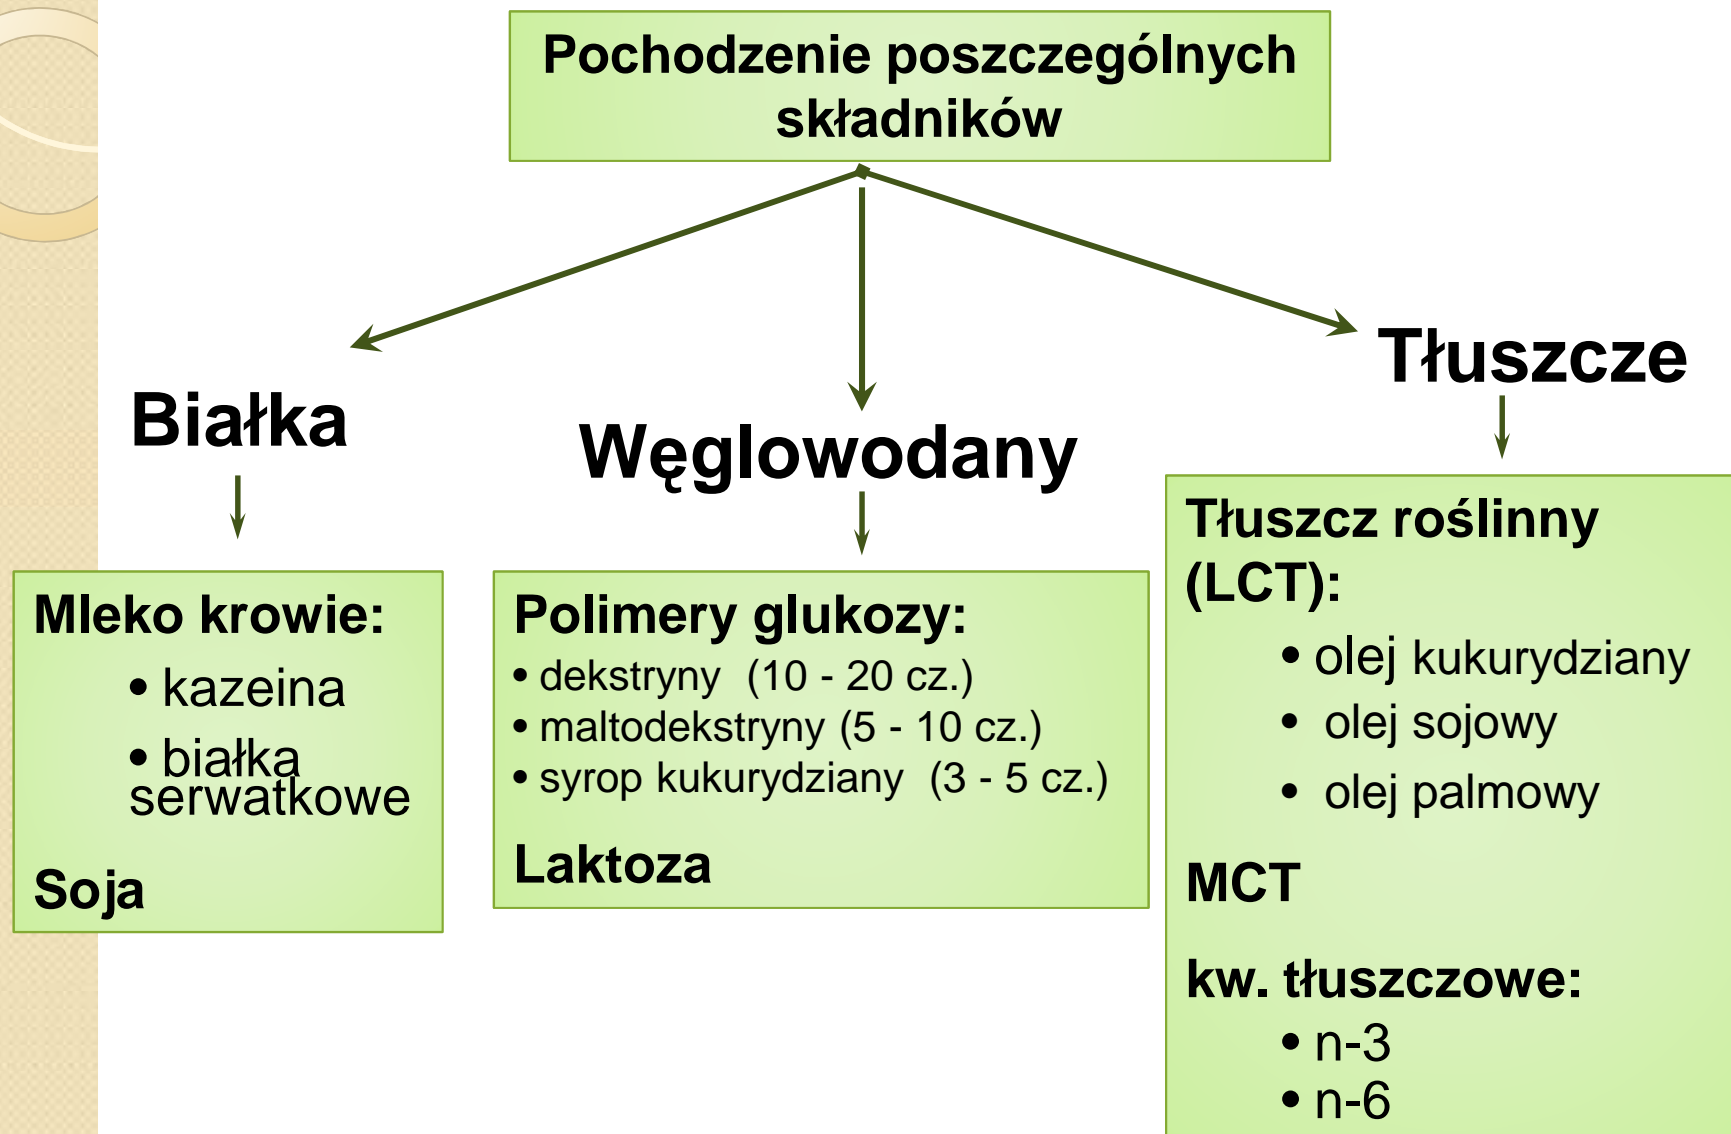 Pochodzenie poszczególnych
składników
Białka
Mleko krowie:
• kazeina
• białka
serwatkowe
Soja
Węglowodany
Polimery glukozy:
• dekstryny (10 - 20 cz.)
• maltodekstryny (5 - 10 cz.)
• syrop kukurydziany (3 - 5 cz.)
Laktoza
Tłuszcze
Tłuszcz roślinny
(LCT):
• olej kukurydziany
• olej sojowy
• olej palmowy
MCT
kw. tłuszczowe:
• n-3
• n-6